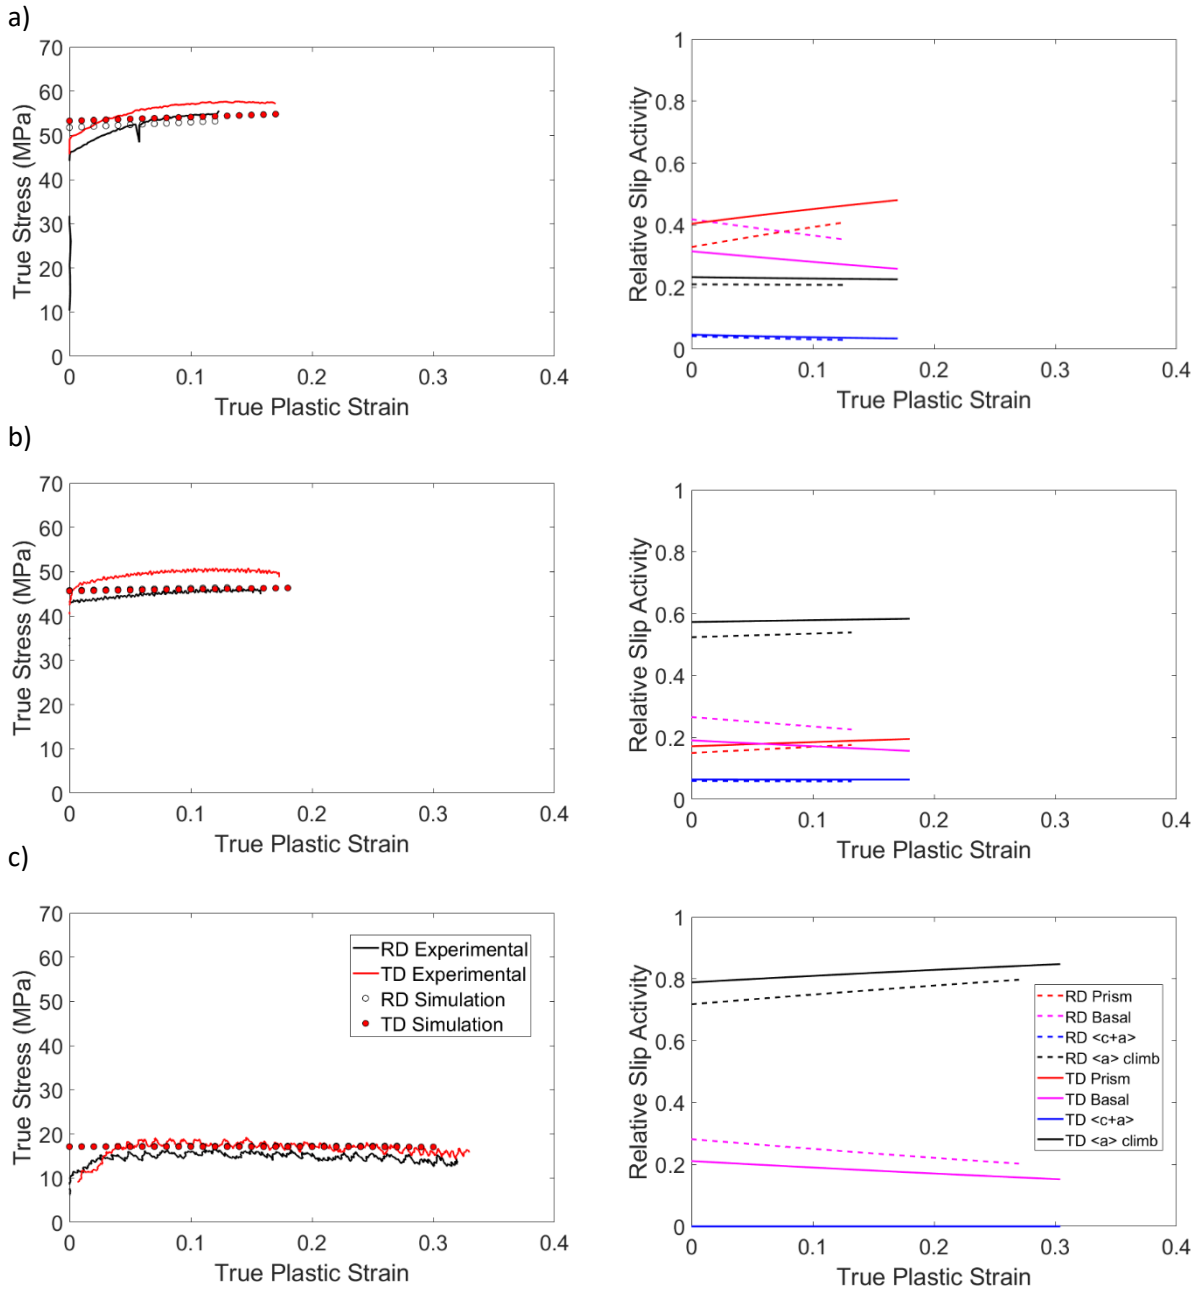 a)
70
60
50
40
30
20
10
0
True Stress (MPa)
0 0.1 0.2 0.3 0.4
True Plastic Strain
1
0.8
0.6
0.4
0.2
0
Relative Slip Activity
0 0.1 0.2 0.3 0.4
True Plastic Strain
b)
70
60
50
40
30
20
10
0
True Stress (MPa)
0 0.1 0.2 0.3 0.4
True Plastic Strain
1
0.8
0.6
0.4
0.2
0
Relative Slip Activity
0 0.1 0.2 0.3 0.4
True Plastic Strain
c)
70
60
50
40
30
20
10
0
True Stress (MPa)
RD Experimental
TD Experimental
RD Simulation
TD Simulation
0 0.1 0.2 0.3 0.4
True Plastic Strain
1
0.8
0.6
0.4
0.2
0
Relative Slip Activity
RD Prism
RD Basal
RD <c+a>
RD <a> climb
TD Prism
TD Basal
TD <c+a>
TD <a> climb
0 0.1 0.2 0.3 0.4
True Plastic Strain